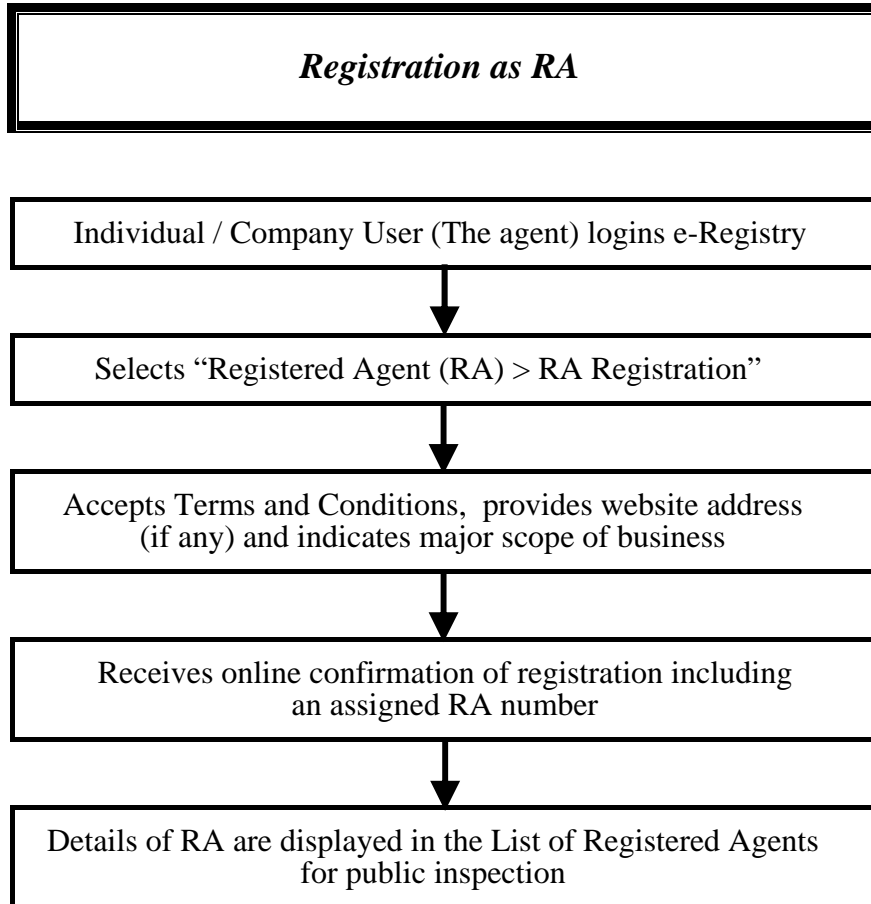 Registration as RA
Individual / Company User (The agent) logins e-Registry
Selects “Registered Agent (RA) > RA Registration”
Accepts Terms and Conditions,  provides website address
(if any) and indicates major scope of business
Receives online confirmation of registration including
an assigned RA number
Details of RA are displayed in the List of Registered Agents
for public inspection